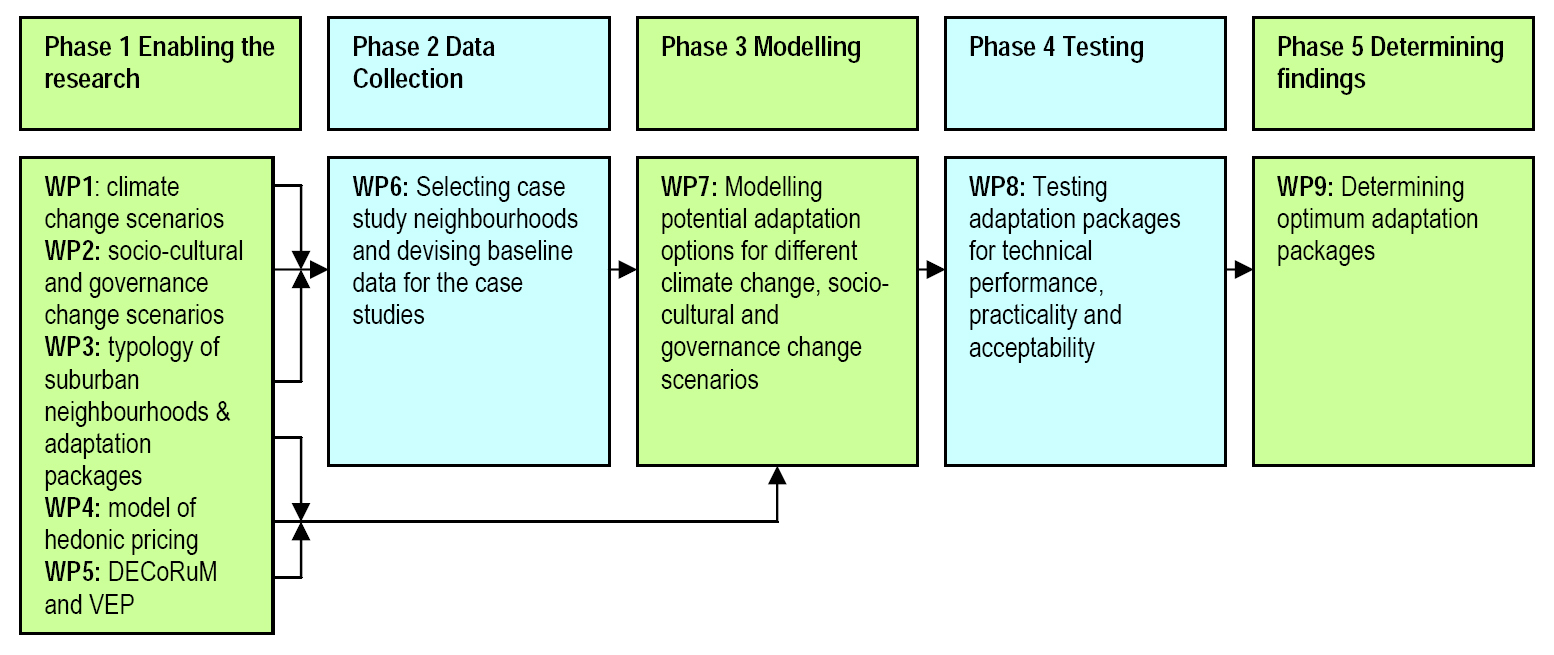 Phase 1 Enabling the
research
Phase 2 Data
Collection
Phase 3 Modelling
Phase 4 Testing
Phase 5 Determining
findings
WP1: climate
change scenarios
WP2: socio-cultural
and governance
change scenarios
WP3: typology of
suburban
neighbourhoods &
adaptation
packages
WP4: model of
hedonic pricing
WP5: DECoRuM
and VEP
WP6: Selecting case
study neighbourhoods
and devising baseline
data for the case
studies
WP7: Modelling
potential adaptation
options for different
climate change, socio-
cultural and
governance change
scenarios
WP8: Testing
adaptation packages
for technical
performance,
practicality and
acceptability
WP9: Determining
optimum adaptation
packages